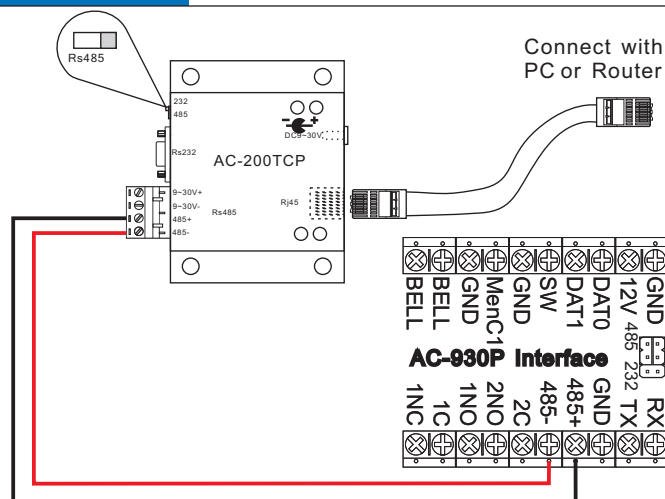 Rs485
Connect with
PC or Router
232
485
- +
DC9~30V
Rs232
AC-200TCP
9~30V+
9~30V-
485+
485-
Rs485
Rj45
BELL
BELL
GND
MenC1
GND
SW
DAT1
DAT0
12V
GND
485 232
AC-930P Interface
1NC
1C
1NO
2NO
2C
485-
485+
GND
TX
RX